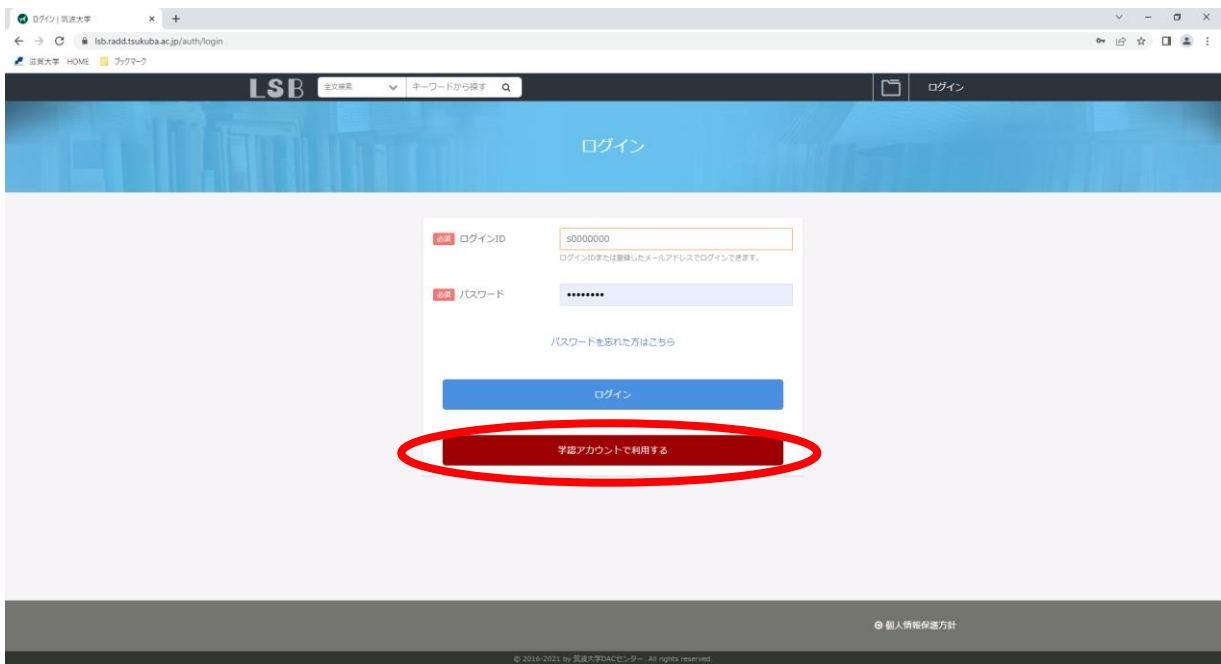 ログイン | 筑波大学
lsb.radd.tsukuba.ac.jp/auth/login
滋賀大学 HOME ブックマーク
LSB 全文検索 キーワードから探す ログイン
ログイン
必須 ログインID s0000000
ログインIDまたは登録したメールアドレスでログインできます。
必須 パスワード ••••••••
パスワードを忘れた方はこちら
ログイン
学認アカウントで利用する
個人情報保護方針
© 2016-2021 by 筑波大学DACセンター. All rights reserved